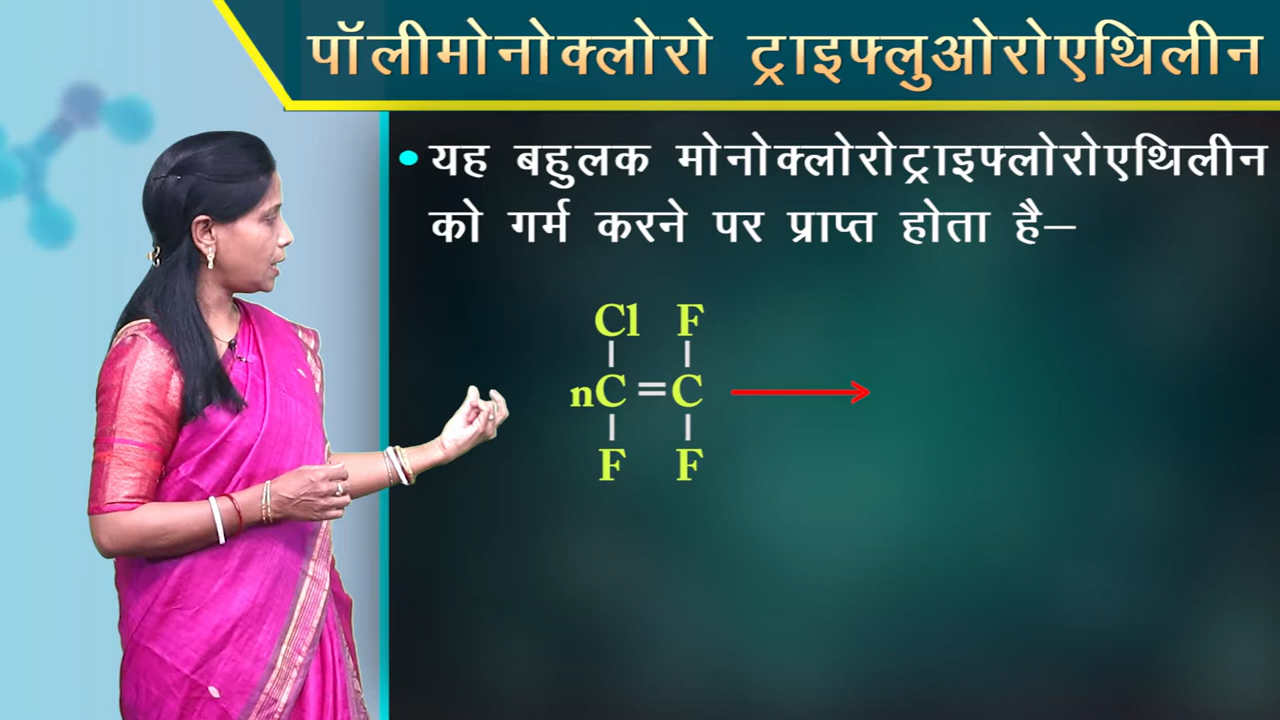 पॉलीमोनोक्लोरो ट्राइफ्लुओरोएथिलीन
• यह बहुलक मोनोक्लोरोट्राइफ्लोरोएथिलीन
को गर्म करने पर प्राप्त होता है–
Cl F
nC=C
F F